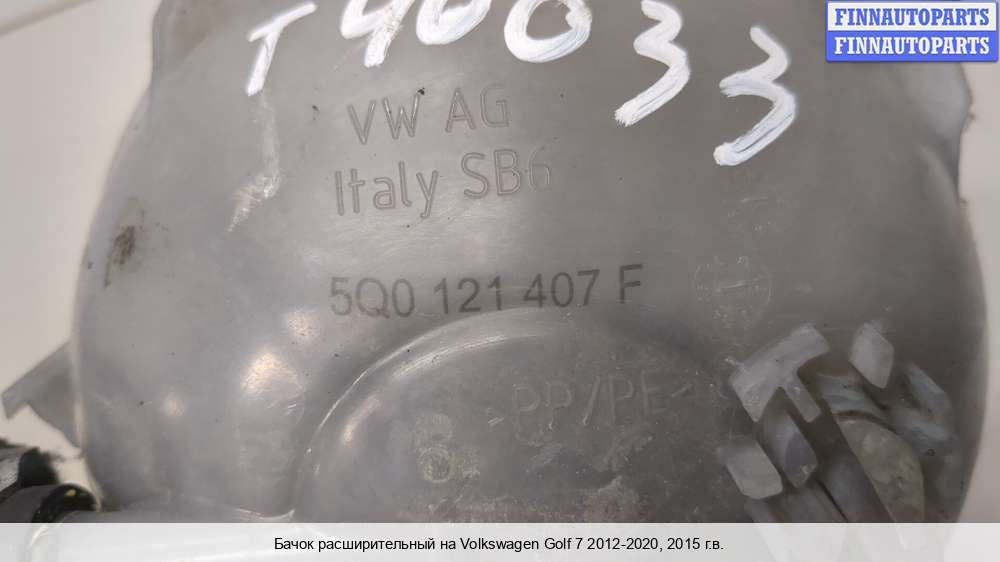 FINNAUTOPARTS
FINNAUTOPARTS
T 40033
VW AG
Italy SB6
5Q0 121 407 F
>PP/PE<
8
Бачок расширительный на Volkswagen Golf 7 2012-2020, 2015 г.в.